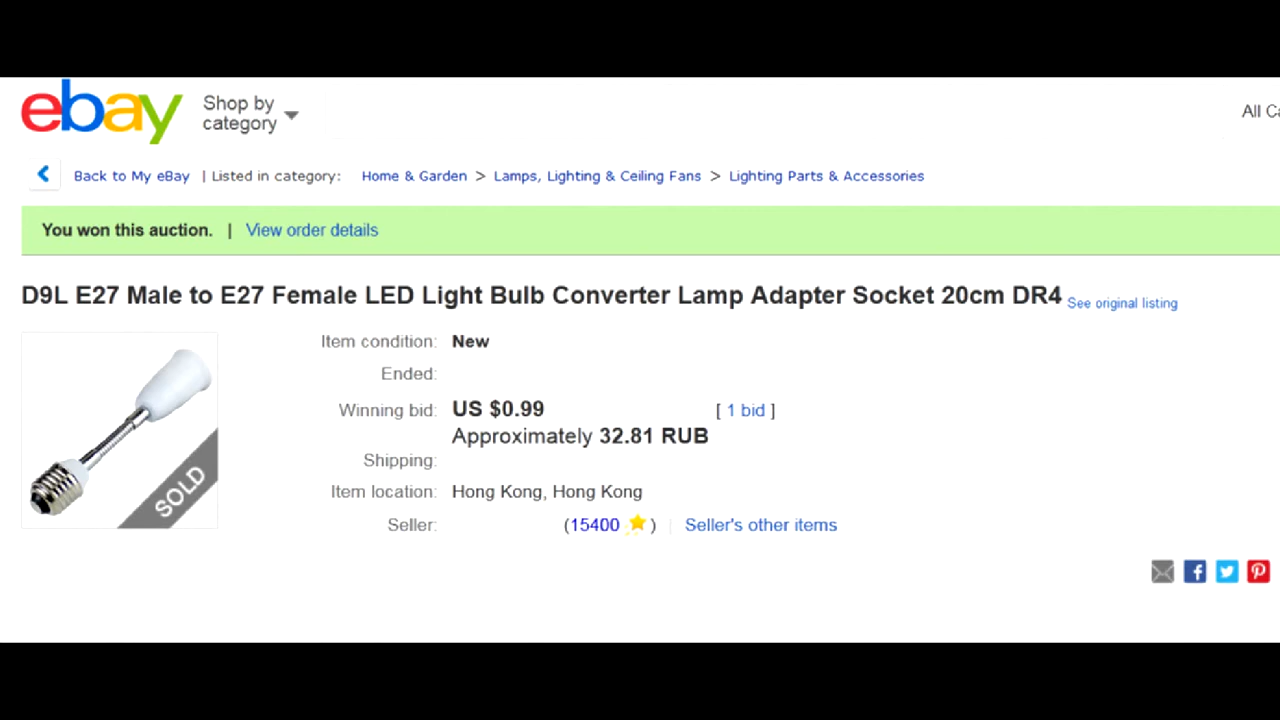 ebay
Shop by
category
All Ca
Back to My eBay | Listed in category: Home & Garden > Lamps, Lighting & Ceiling Fans > Lighting Parts & Accessories
You won this auction. | View order details
D9L E27 Male to E27 Female LED Light Bulb Converter Lamp Adapter Socket 20cm DR4 See original listing
Item condition: New
Ended:
Winning bid: US $0.99 [ 1 bid ]
Approximately 32.81 RUB
Shipping:
Item location: Hong Kong, Hong Kong
Seller: (15400 ) | Seller's other items
SOLD